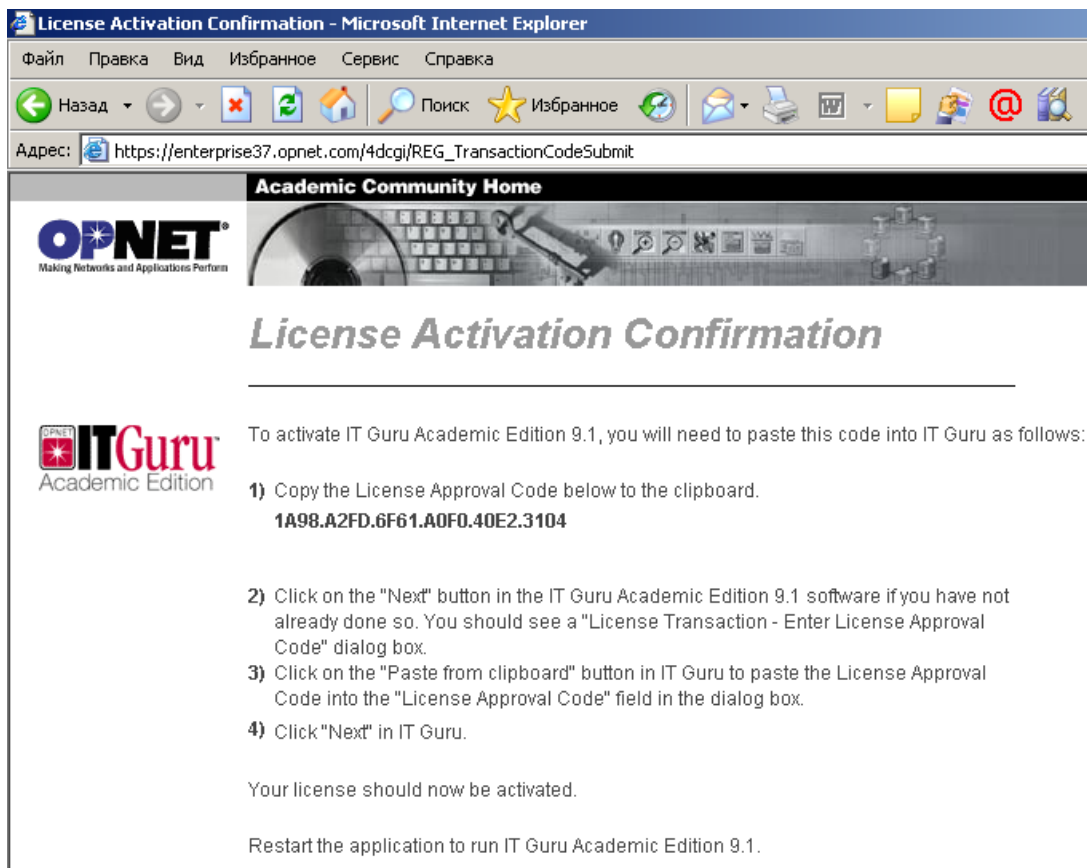 License Activation Confirmation - Microsoft Internet Explorer
Файл Правка Вид Избранное Сервис Справка
Назад Поиск Избранное
Адрес: https://enterprise37.opnet.com/4dcgi/REG_TransactionCodeSubmit
Academic Community Home
OPNET®
Making Networks and Applications Perform
License Activation Confirmation
OPNET ITGuru™
Academic Edition
To activate IT Guru Academic Edition 9.1, you will need to paste this code into IT Guru as follows:
1) Copy the License Approval Code below to the clipboard.
1A98.A2FD.6F61.A0F0.40E2.3104
2) Click on the "Next" button in the IT Guru Academic Edition 9.1 software if you have not
already done so. You should see a "License Transaction - Enter License Approval
Code" dialog box.
3) Click on the "Paste from clipboard" button in IT Guru to paste the License Approval
Code into the "License Approval Code" field in the dialog box.
4) Click "Next" in IT Guru.
Your license should now be activated.
Restart the application to run IT Guru Academic Edition 9.1.